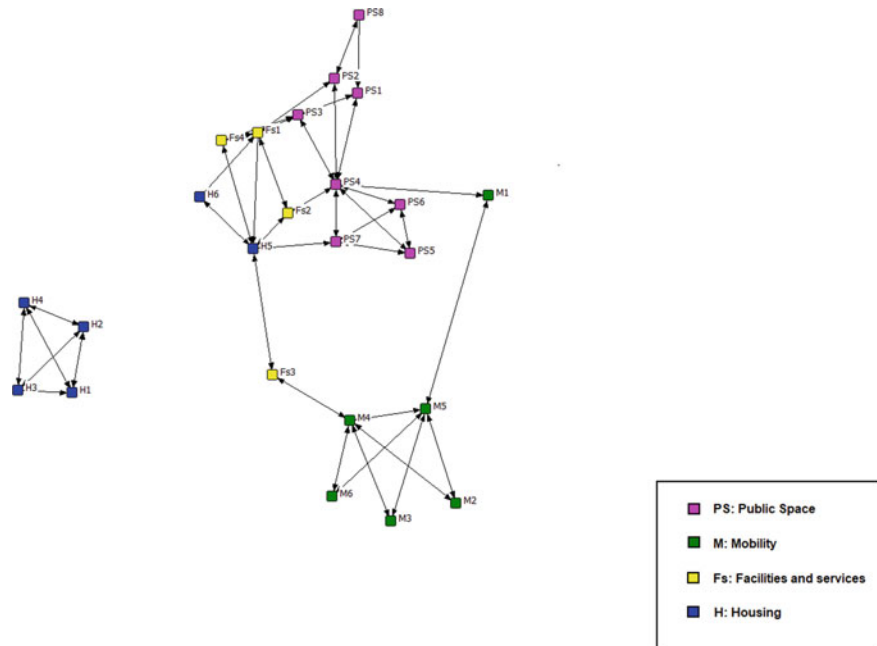 PS8
PS2
PS1
PS3
Fs4
Fs1
PS4
M1
H6
PS6
Fs2
PS7
H5
PS5
H4
H2
Fs3
H3
H1
M5
M4
M6
M2
M3
PS: Public Space
M: Mobility
Fs: Facilities and services
H: Housing